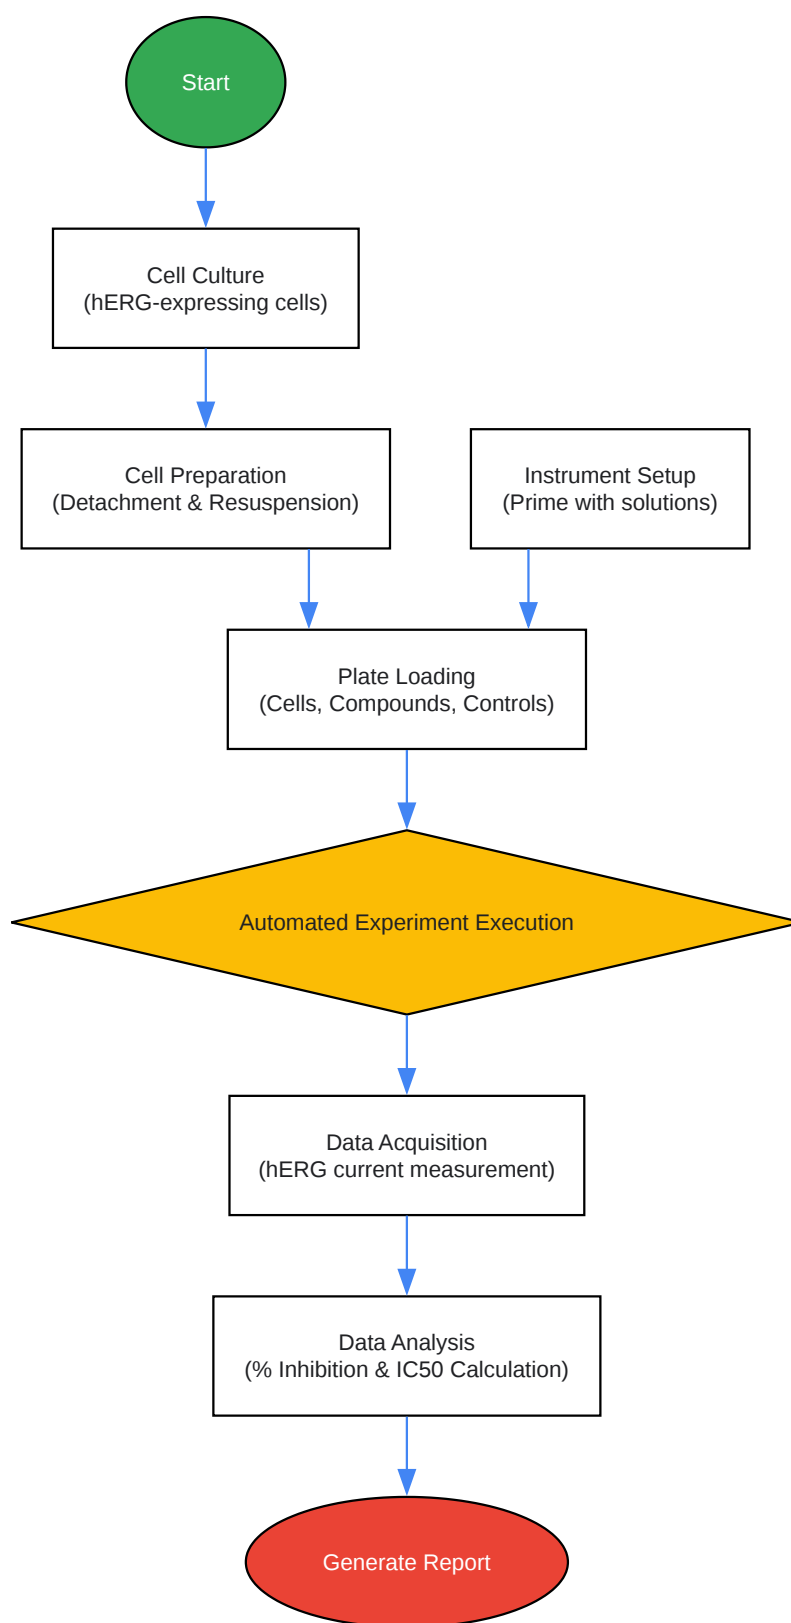 Start
Cell Culture
(hERG-expressing cells)
Cell Preparation
(Detachment & Resuspension)
Instrument Setup
(Prime with solutions)
Plate Loading
(Cells, Compounds, Controls)
Automated Experiment Execution
Data Acquisition
(hERG current measurement)
Data Analysis
(% Inhibition & IC50 Calculation)
Generate Report